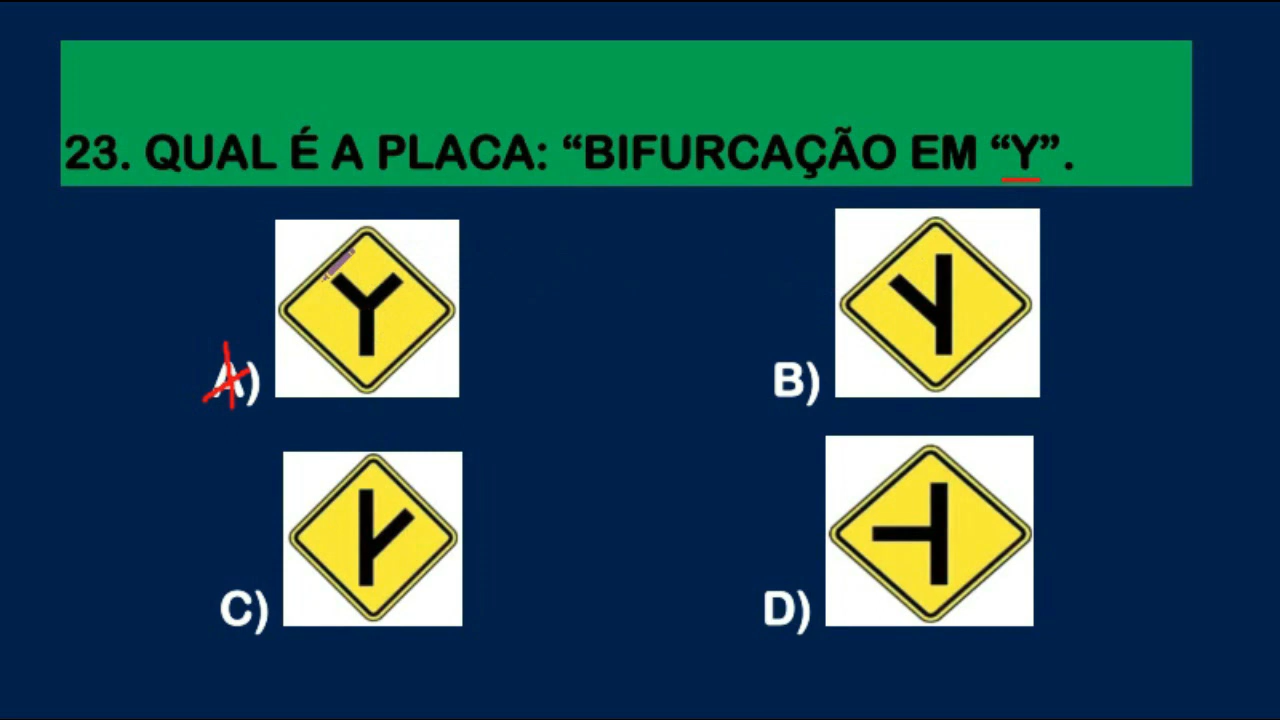 23. QUAL É A PLACA: “BIFURCAÇÃO EM “Y”.
A)
B)
C)
D)